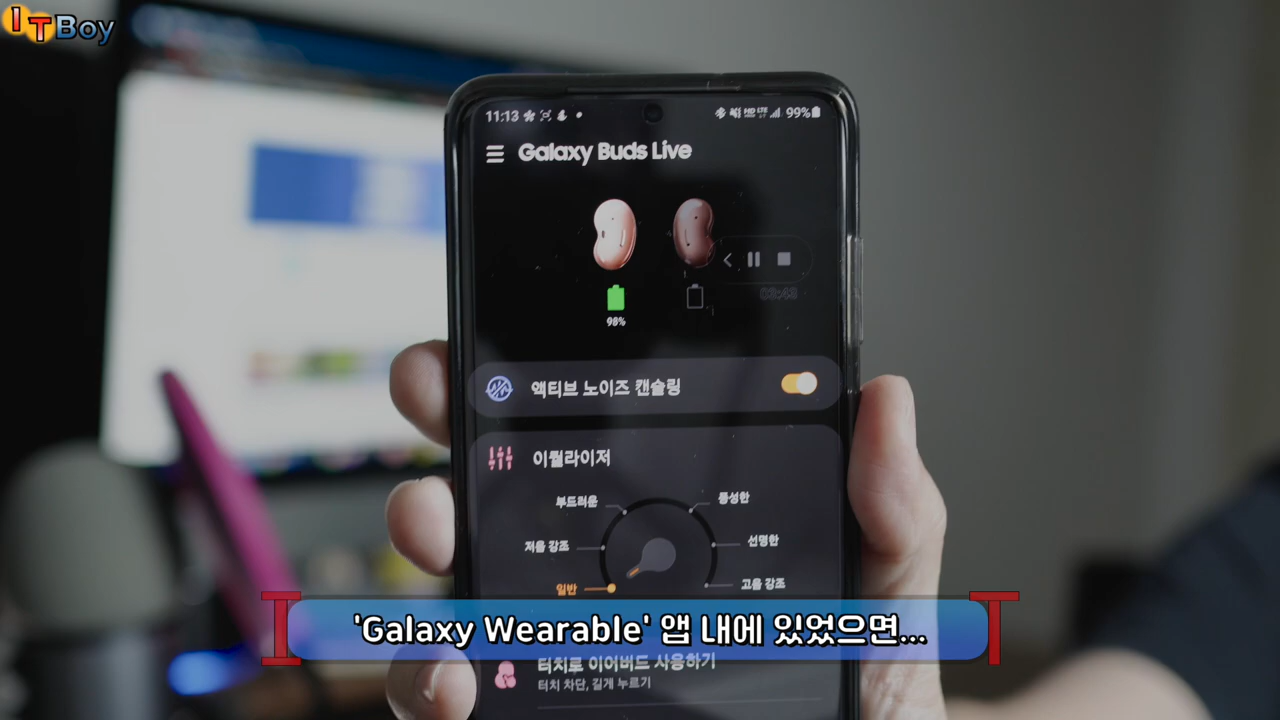 ITBoy
11:13
99%
Galaxy Buds Live
03:43
98%
액티브 노이즈 캔슬링
이퀄라이저
부드러운
풍성한
저음 강조
선명한
일반
고음 강조
'Galaxy Wearable' 앱 내에 있었으면...
터치로 이어버드 사용하기
터치 차단, 길게 누르기